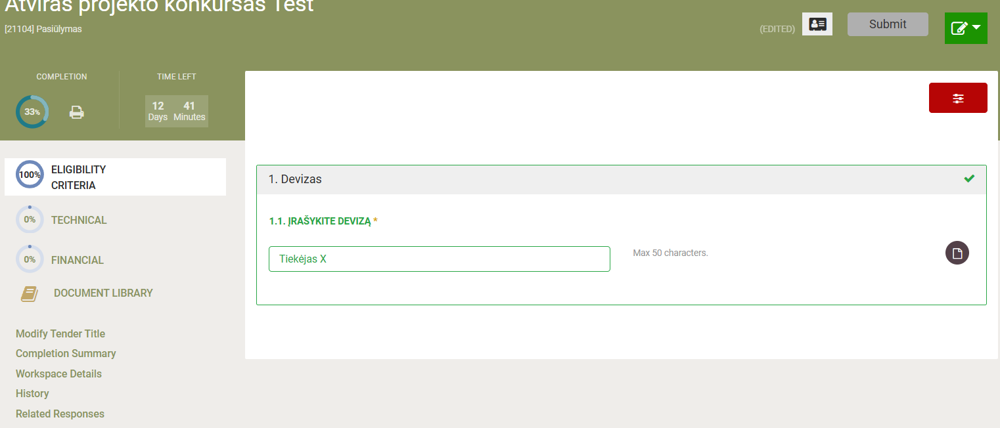 Atviras projekto konkursas Test
[21104] Pasiūlymas
(EDITED)
Submit
COMPLETION
TIME LEFT
33%
12 41
Days Minutes
100%
ELIGIBILITY
CRITERIA
0%
TECHNICAL
0%
FINANCIAL
DOCUMENT LIBRARY
Modify Tender Title
Completion Summary
Workspace Details
History
Related Responses
1. Devizas
1.1. ĮRAŠYKITE DEVIZĄ *
Tiekėjas X
Max 50 characters.